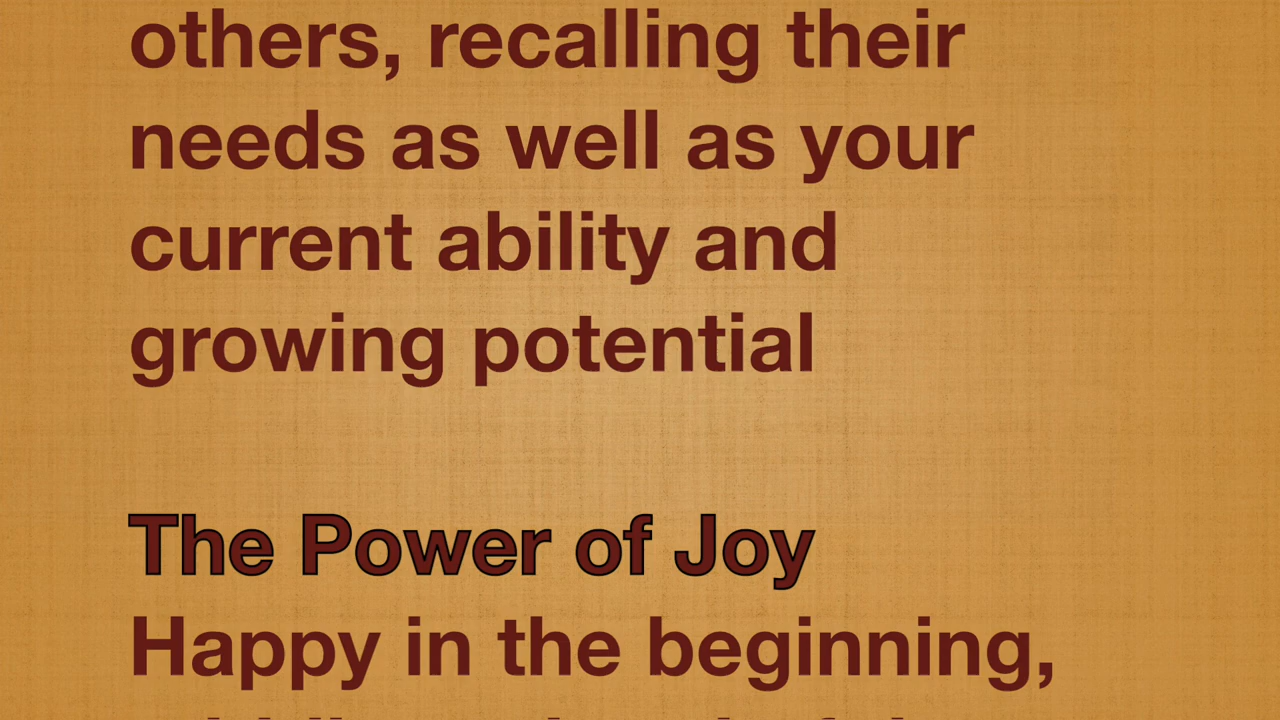 others, recalling their
needs as well as your
current ability and
growing potential
The Power of Joy
Happy in the beginning,